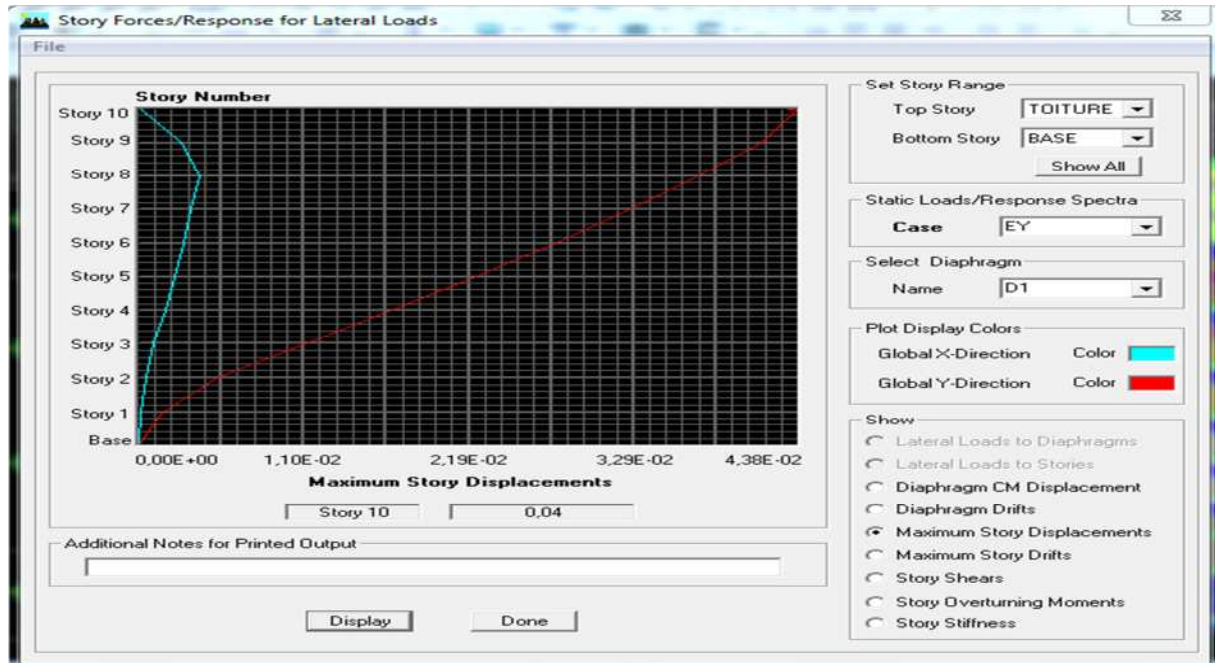 Story Forces/Response for Lateral Loads
File
Story Number
Story 10
Story 9
Story 8
Story 7
Story 6
Story 5
Story 4
Story 3
Story 2
Story 1
Base
0,00E+00 1,10E-02 2,19E-02 3,29E-02 4,38E-02
Maximum Story Displacements
Story 10 0,04
Additional Notes for Printed Output
Display Done
Set Story Range
Top Story TOITURE
Bottom Story BASE
Show All
Static Loads/Response Spectra
Case EY
Select Diaphragm
Name D1
Plot Display Colors
Global X-Direction Color
Global Y-Direction Color
Show
Lateral Loads to Diaphragms
Lateral Loads to Stories
Diaphragm CM Displacement
Diaphragm Drifts
Maximum Story Displacements
Maximum Story Drifts
Story Shears
Story Overturning Moments
Story Stiffness